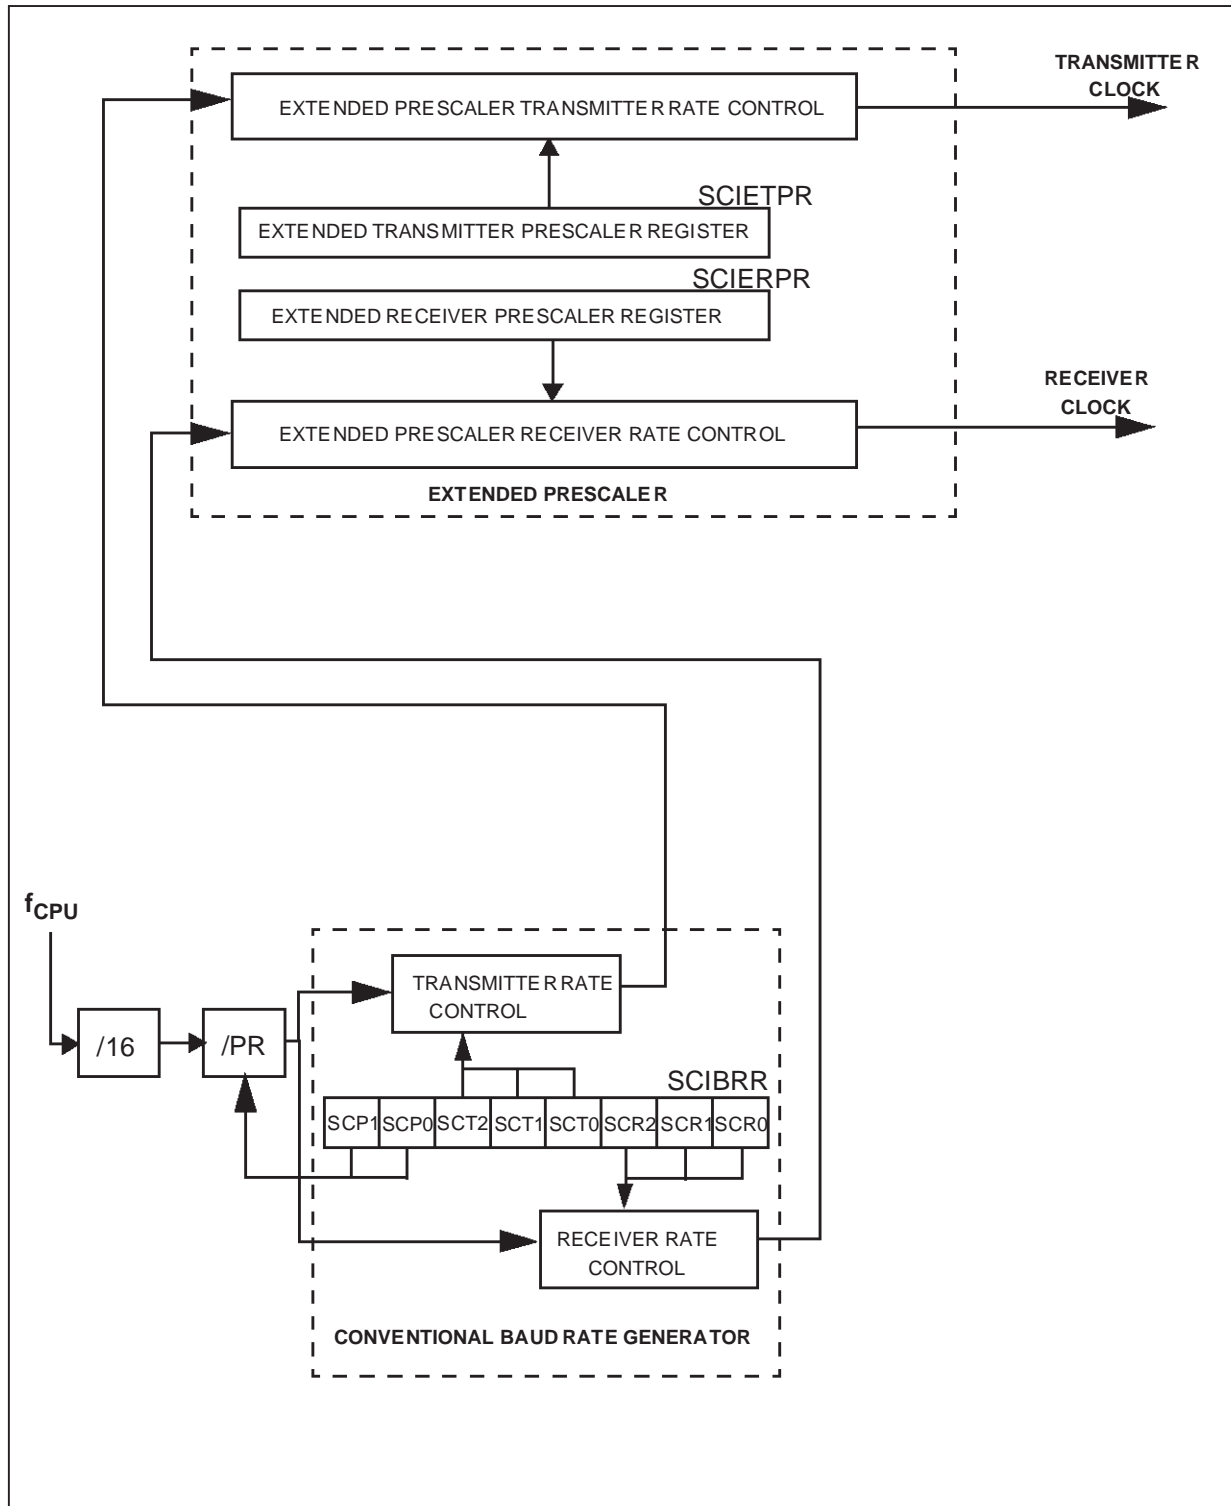 TRANSMITTER
CLOCK
EXTENDED PRESCALER TRANSMITTER RATE CONTROL
SCIETPR
EXTENDED TRANSMITTER PRESCALER REGISTER
SCIERPR
EXTENDED RECEIVER PRESCALER REGISTER
RECEIVER
CLOCK
EXTENDED PRESCALER RECEIVER RATE CONTROL
EXTENDED PRESCALER
fCPU
TRANSMITTER RATE
CONTROL
/16
/PR
SCIBRR
SCP1 SCP0 SCT2 SCT1 SCT0 SCR2 SCR1 SCR0
RECEIVER RATE
CONTROL
CONVENTIONAL BAUD RATE GENERATOR